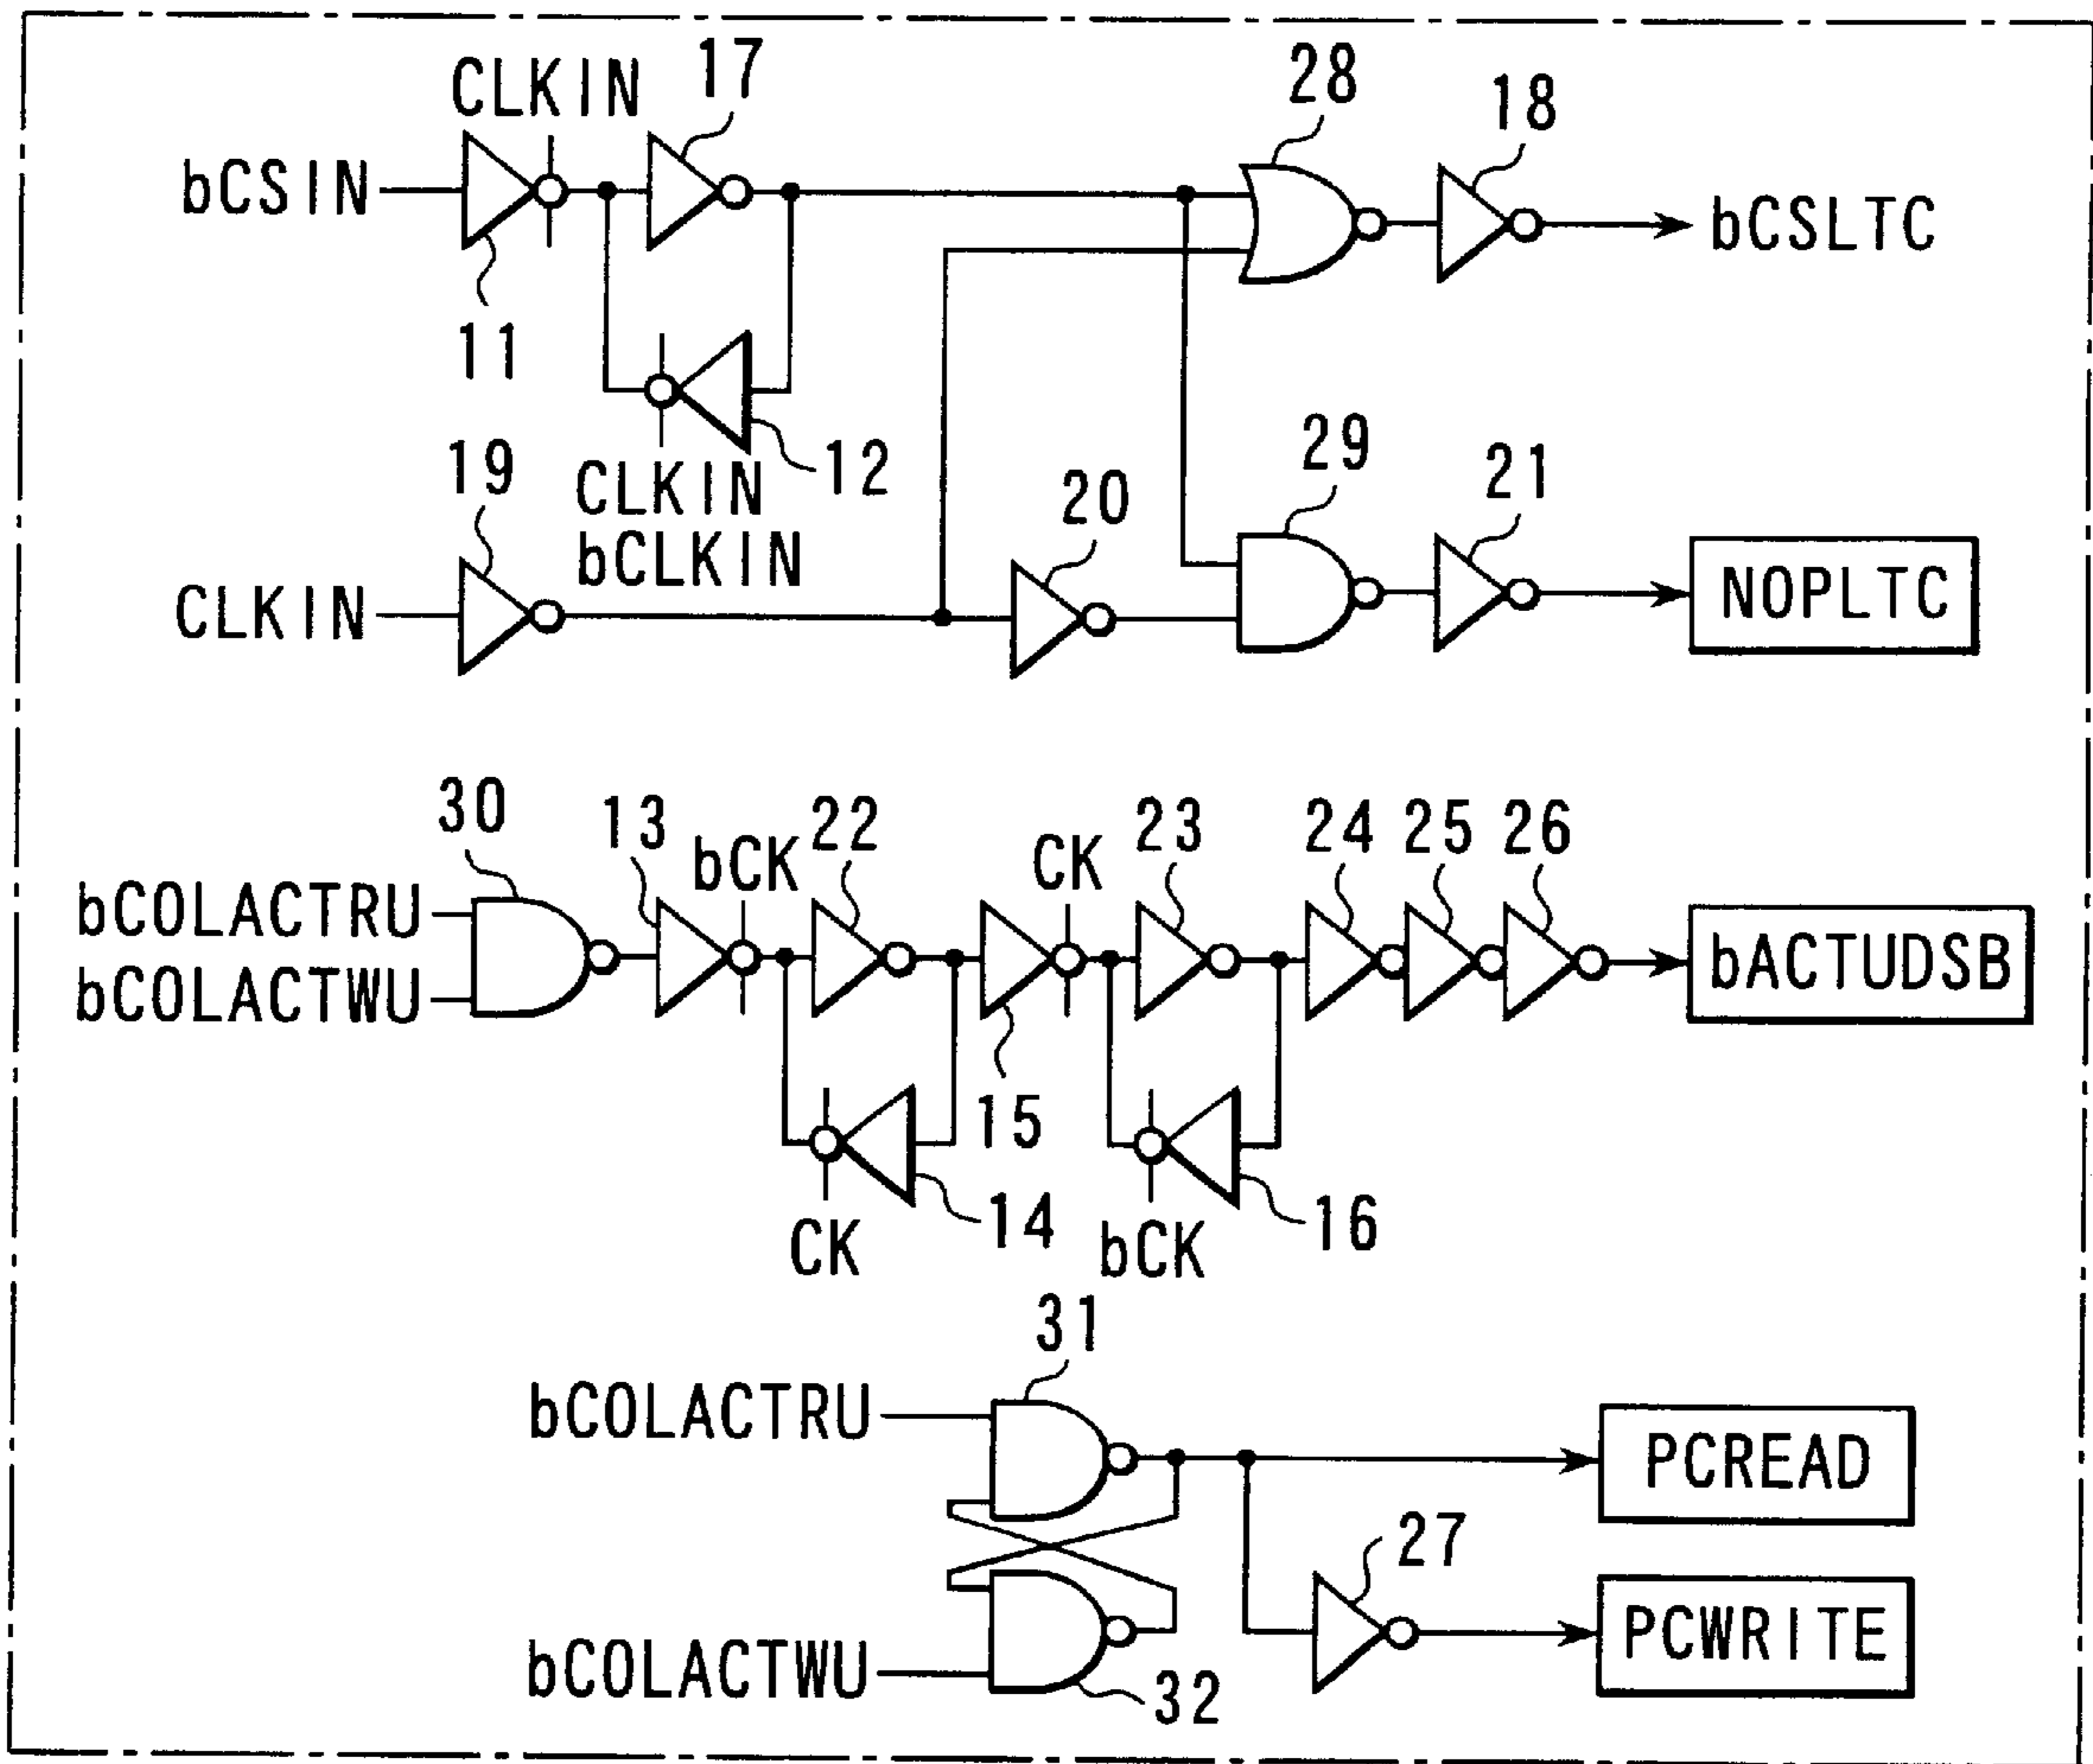 CLKIN
17
28
18
bCSIN
bCSLTC
11
12
19
CLKIN
bCLKIN
20
29
21
CLKIN
NOPLTC
30
13
bCK
22
CK
23
24
25
26
bCOLACTRU
bCOLACTWU
bACTUDSB
15
14
16
CK
bCK
31
bCOLACTRU
PCREAD
27
bCOLACTWU
32
PCWRITE